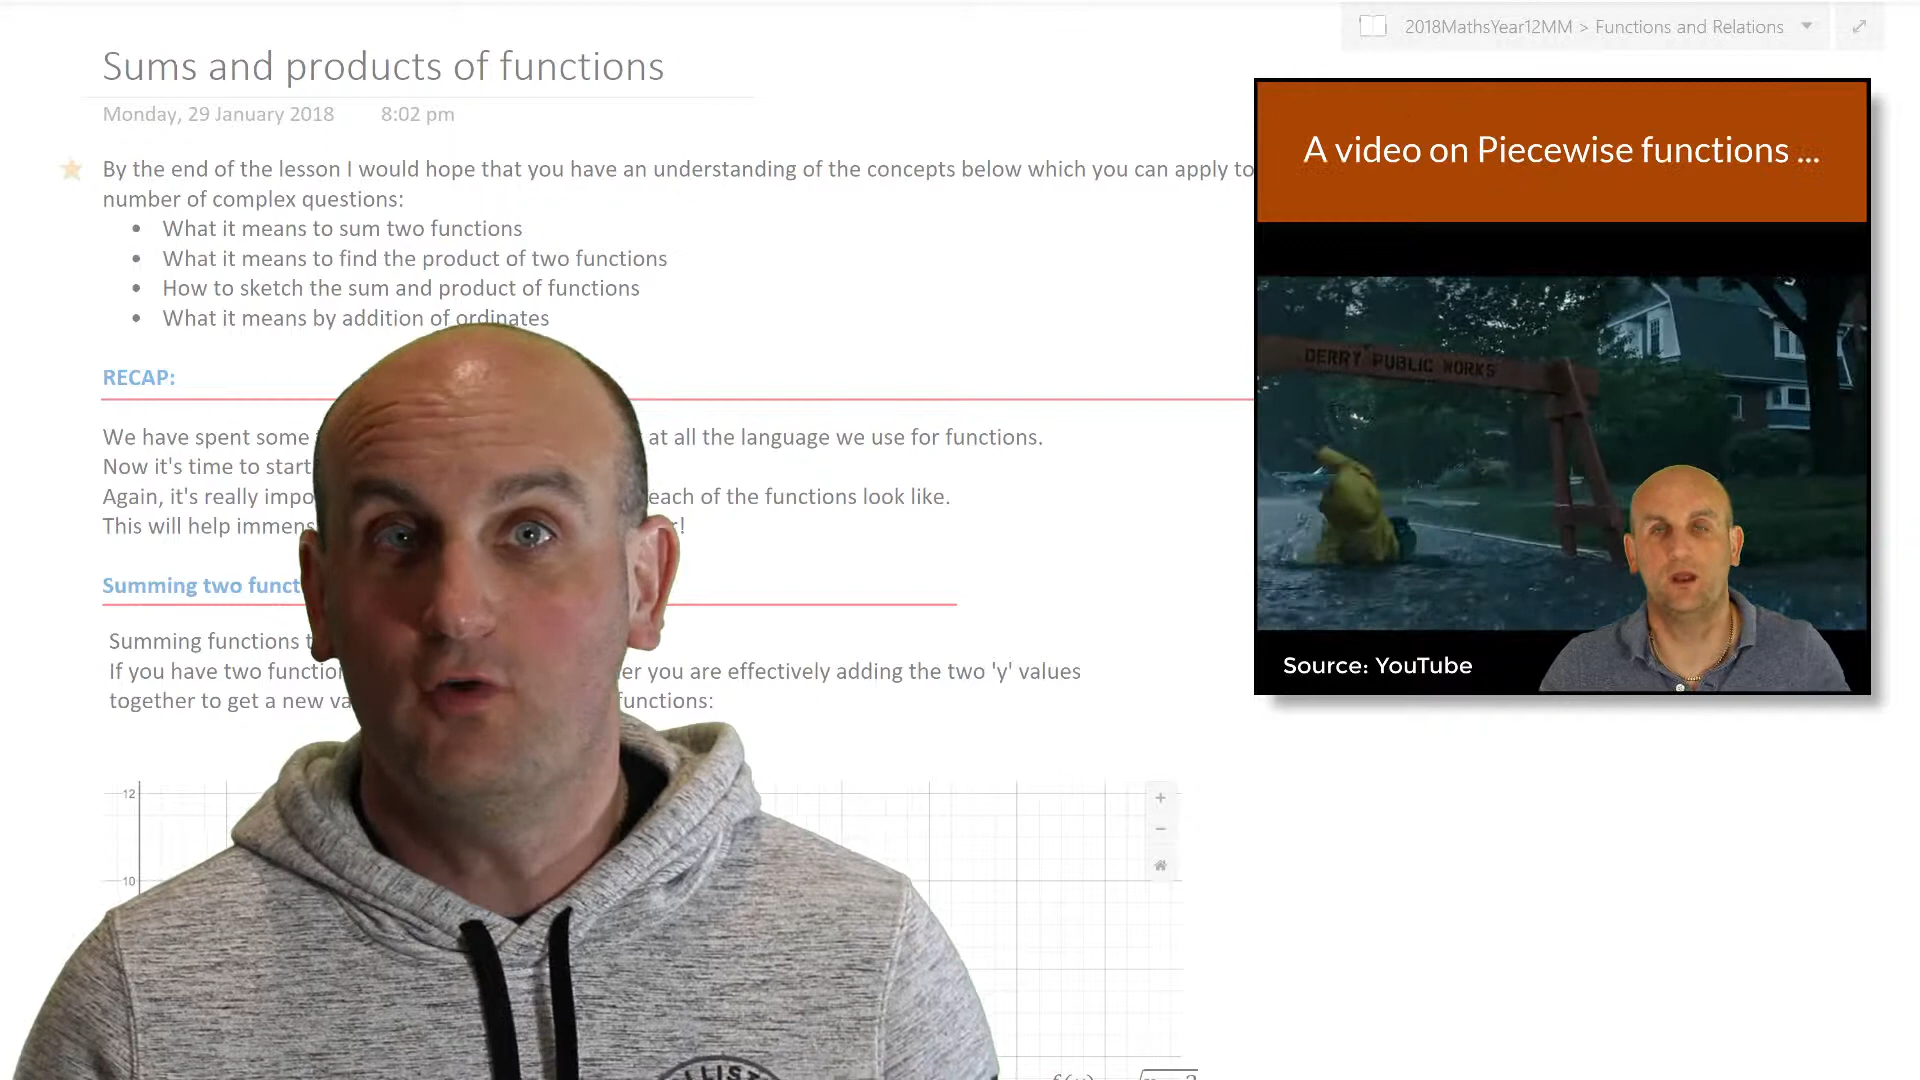 2018MathsYear12MM > Functions and Relations
Sums and products of functions
Monday, 29 January 2018 8:02 pm
By the end of the lesson I would hope that you have an understanding of the concepts below which you can apply to
number of complex questions:
• What it means to sum two functions
• What it means to find the product of two functions
• How to sketch the sum and product of functions
• What it means by addition of ordinates
RECAP:
We have spent some at all the language we use for functions.
Now it's time to start
Again, it's really impo each of the functions look like.
This will help immens r!
Summing two funct
Summing functions t
If you have two function er you are effectively adding the two 'y' values
together to get a new va functions:
12
10
A video on Piecewise functions ...
DERRY PUBLIC WORKS
Source: YouTube